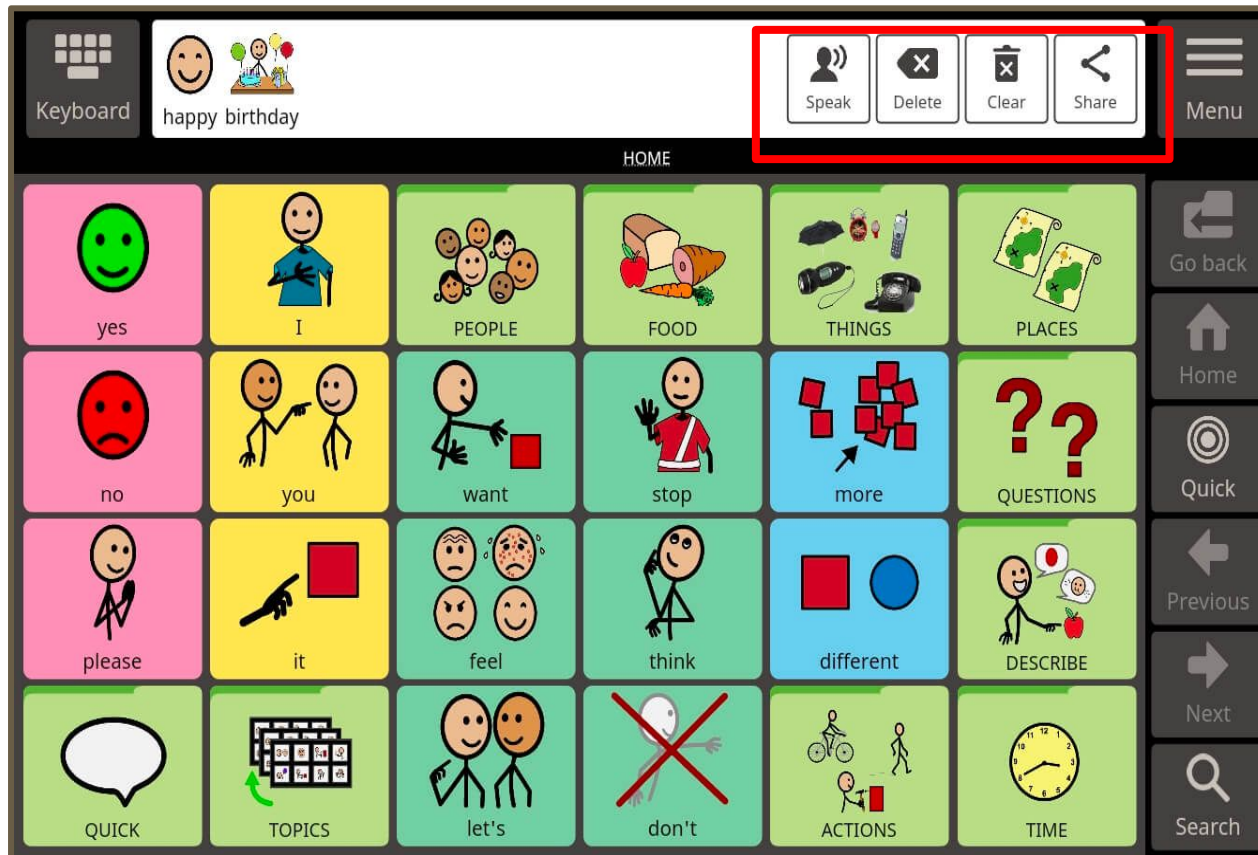 Keyboard
happy birthday
Speak Delete Clear Share
Menu
HOME
yes I PEOPLE FOOD THINGS PLACES
Go back
Home
no you want stop more QUESTIONS
Quick
please it feel think different DESCRIBE
Previous
QUICK TOPICS let's don't ACTIONS TIME
Next
Search